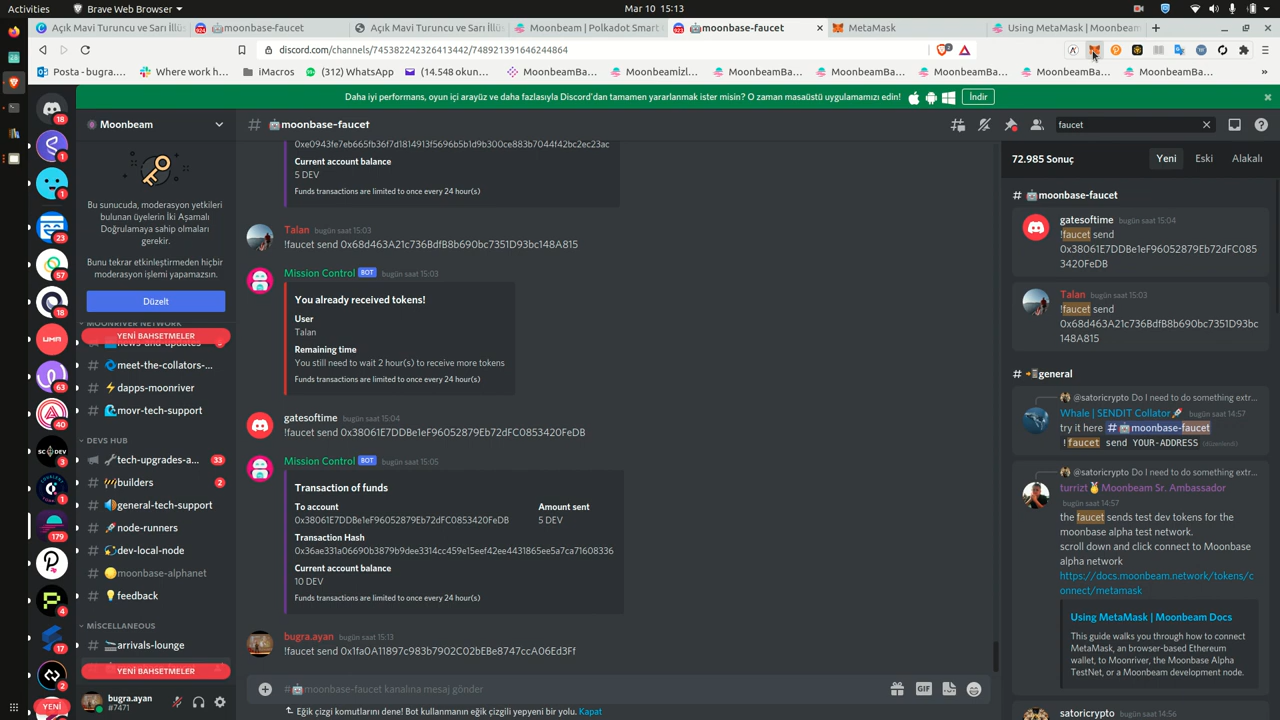 Activities
Brave Web Browser
Mar 10 15:13
Açık Mavi Turuncu ve Sarı İllüs
moonbase-faucet
Açık Mavi Turuncu ve Sarı İllüs
Moonbeam | Polkadot Smart
moonbase-faucet
MetaMask
Using MetaMask | Moonbeam
discord.com/channels/745382242326413442/748921391646244864
Posta - bugra.ayan...
Where work h...
iMacros
(312) WhatsApp
(14.548 okun...
MoonbeamBa...
Moonbeamİzl...
MoonbeamBa...
MoonbeamBa...
MoonbeamBa...
MoonbeamBa...
Daha iyi performans, oyun içi arayüz ve daha fazlasıyla Discord'dan tamamen yararlanmak ister misin? O zaman masaüstü uygulamamızı edin!
İndir
Moonbeam
Bu sunucuda, moderasyon yetkileri
bulunan üyelerin İki Aşamalı
Doğrulamaya sahip olmaları
gerekir.
Bunu tekrar etkinleştirmeden hiçbir
moderasyon işlemi yapamazsın.
Düzelt
MOONRIVER NETWORK
YENİ BAHSETMELER
news-and-updates
meet-the-collators-...
dapps-moonriver
movr-tech-support
DEVS HUB
tech-upgrades-a...
33
builders
2
general-tech-support
node-runners
dev-local-node
moonbase-alphanet
feedback
MİSCELLANEOUS
arrivals-lounge
YENİ BAHSETMELER
bugra.ayan
#7471
YENİ
moonbase-faucet
0xe0943fe7eb665fb36f7d1814913f5696b5b1d9b300ce883b7044f42bc2ec23ac
Current account balance
5 DEV
Funds transactions are limited to once every 24 hour(s)
Talan bugün saat 15:03
!faucet send 0x68d463A21c736BdfB8b690bc7351D93bc148A815
Mission Control BOT bugün saat 15:03
You already received tokens!
User
Talan
Remaining time
You still need to wait 2 hour(s) to receive more tokens
Funds transactions are limited to once every 24 hour(s)
gatesoftime bugün saat 15:04
!faucet send 0x38061E7DDBe1eF96052879Eb72dFC0853420FeDB
Mission Control BOT bugün saat 15:05
Transaction of funds
To account
Amount sent
0x38061E7DDBe1eF96052879Eb72dFC0853420FeDB
5 DEV
Transaction Hash
0x36ae331a06690b3879b9dee3314cc459e15eef42ee4431865ee5a7ca71608336
Current account balance
10 DEV
Funds transactions are limited to once every 24 hour(s)
bugra.ayan bugün saat 15:13
!faucet send 0x1fa0A11897c983b7902C02bEBe8747ccA06Ed3Ff
#moonbase-faucet kanalına mesaj gönder
GIF
Eğik çizgi komutlarını dene! Bot kullanmanın eğik çizgili yepyeni bir yolu. Kapat
faucet
72.985 Sonuç
Yeni
Eski
Alakalı
# moonbase-faucet
gatesoftime bugün saat 15:04
!faucet send
0x38061E7DDBe1eF96052879Eb72dFC085
3420FeDB
Talan bugün saat 15:03
!faucet send
0x68d463A21c736BdfB8b690bc7351D93bc
148A815
# general
@satoricrypto Do I need to do something extr...
Whale | SENDIT Collator bugün saat 14:57
try it here # moonbase-faucet
!faucet send YOUR-ADDRESS (düzenlendi)
@satoricrypto Do I need to do something extr...
turrizt Moonbeam Sr. Ambassador
bugün saat 14:57
the faucet sends test dev tokens for the
moonbase alpha test network.
scroll down and click connect to Moonbase
alpha network
https://docs.moonbeam.network/tokens/c
onnect/metamask
Using MetaMask | Moonbeam Docs
This guide walks you through how to connect
MetaMask, an browser-based Ethereum
wallet, to Moonriver, the Moonbase Alpha
TestNet, or a Moonbeam development node.
satoricrypto bugün saat 14:56